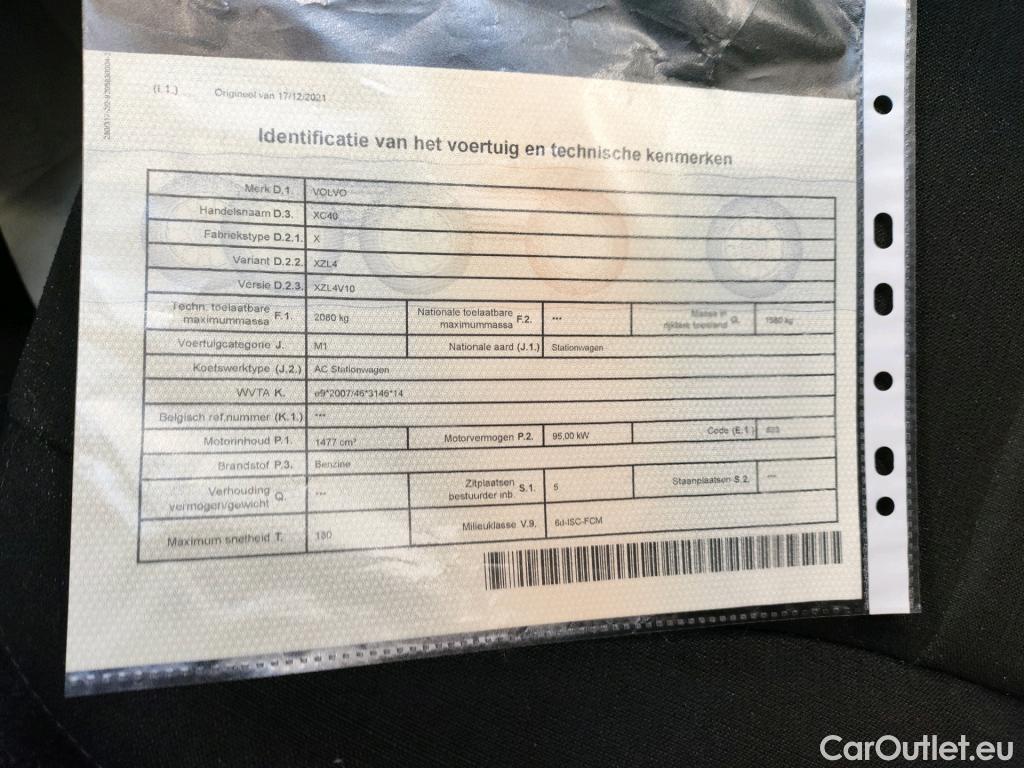 (I.1.) Origineel van 17/12/2021
Identificatie van het voertuig en technische kenmerken
Merk D.1. VOLVO
Handelsnaam D.3. XC40
Fabriekstype D.2.1. X
Variant D.2.2. XZL4
Versie D.2.3. XZL4V10
Techn. toelaatbare maximummassa F.1. 2080 kg Nationale toelaatbare maximummassa F.2. --- Massa in rijklare toestand G. 1580 kg
Voertuigcategorie J. M1 Nationale aard (J.1.) Stationwagen
Koetswerktype (J.2.) AC Stationwagen
WVTA K. e9*2007/46*3146*14
Belgisch ref.nummer (K.1.) ---
Motorinhoud P.1. 1477 cm³ Motorvermogen P.2. 95,00 kW Code (E.1.)
Brandstof P.3. Benzine
Verhouding vermogen/gewicht Q. --- Zitplaatsen bestuurder inb. S.1. 5 Staanplaatsen S.2. ---
Maximum snelheid T. 180 Milieuklasse V.9. 6d-ISC-FCM
CarOutlet.eu